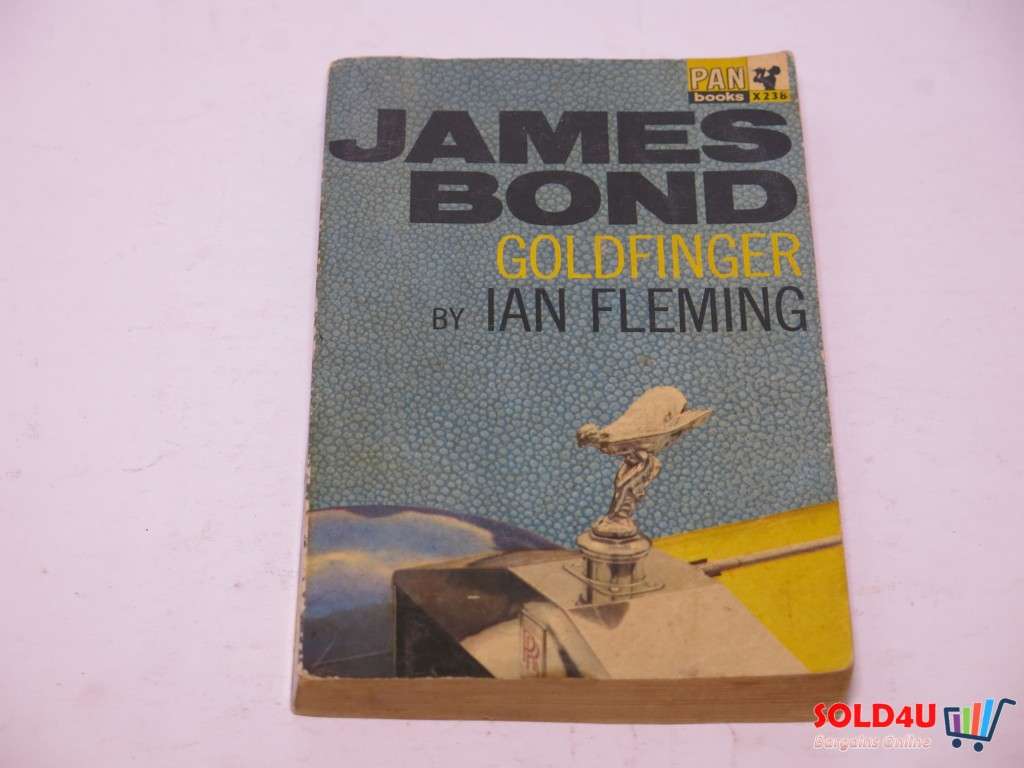 PAN
books X238
JAMES
BOND
GOLDFINGER
BY IAN FLEMING
SOLD4U
Bargains Online